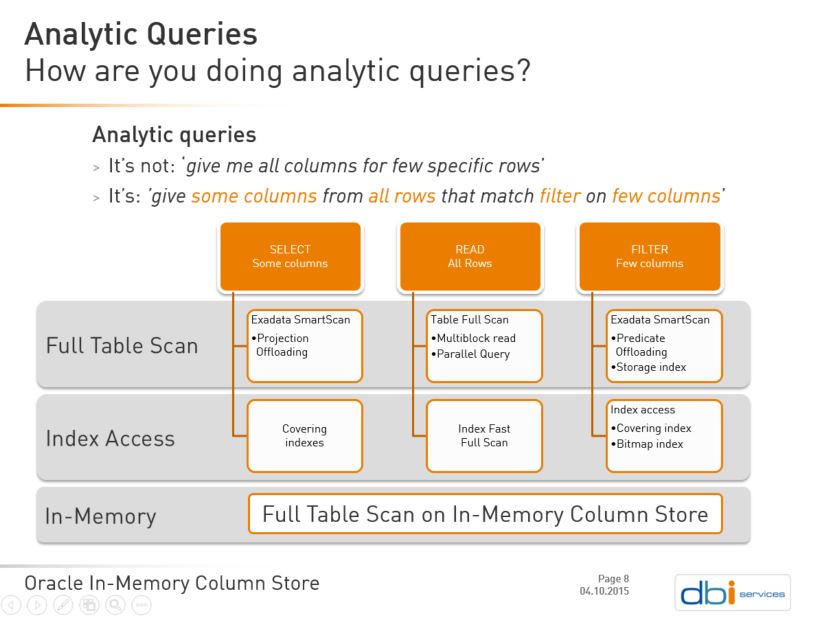 Analytic Queries
How are you doing analytic queries?
Analytic queries
> It's not: 'give me all columns for few specific rows'
> It's: 'give some columns from all rows that match filter on few columns'
SELECT
Some columns
READ
All Rows
FILTER
Few columns
Full Table Scan
Exadata SmartScan
•Projection
Offloading
Table Full Scan
•Multiblock read
•Parallel Query
Exadata SmartScan
•Predicate
Offloading
•Storage index
Index Access
Covering
indexes
Index Fast
Full Scan
Index access
•Covering index
•Bitmap index
In-Memory
Full Table Scan on In-Memory Column Store
Oracle In-Memory Column Store
Page 8
04.10.2015
dbi services